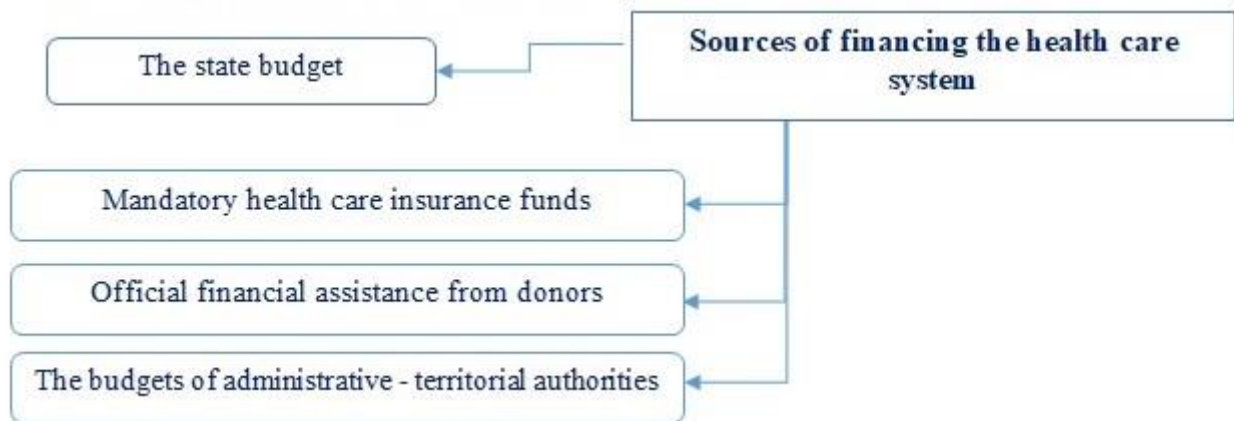 Sources of financing the health care
system
The state budget
Mandatory health care insurance funds
Official financial assistance from donors
The budgets of administrative - territorial authorities